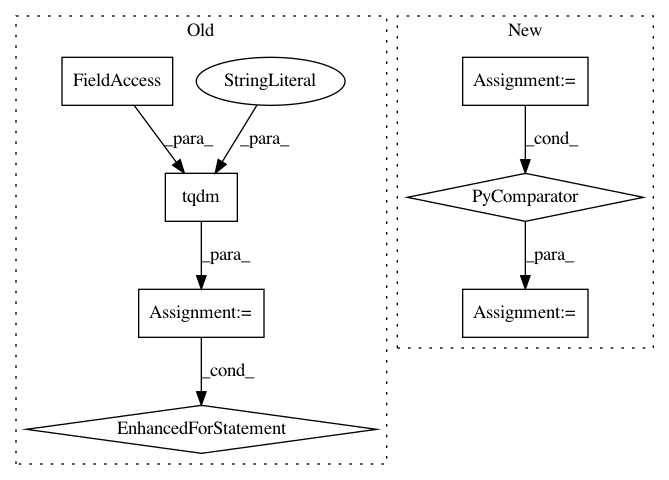 Old
New
FieldAccess
StringLiteral
Assignment:=
_para_
_para_
_cond_
tqdm
PyComparator
_para_
_para_
Assignment:=
Assignment:=
_cond_
EnhancedForStatement